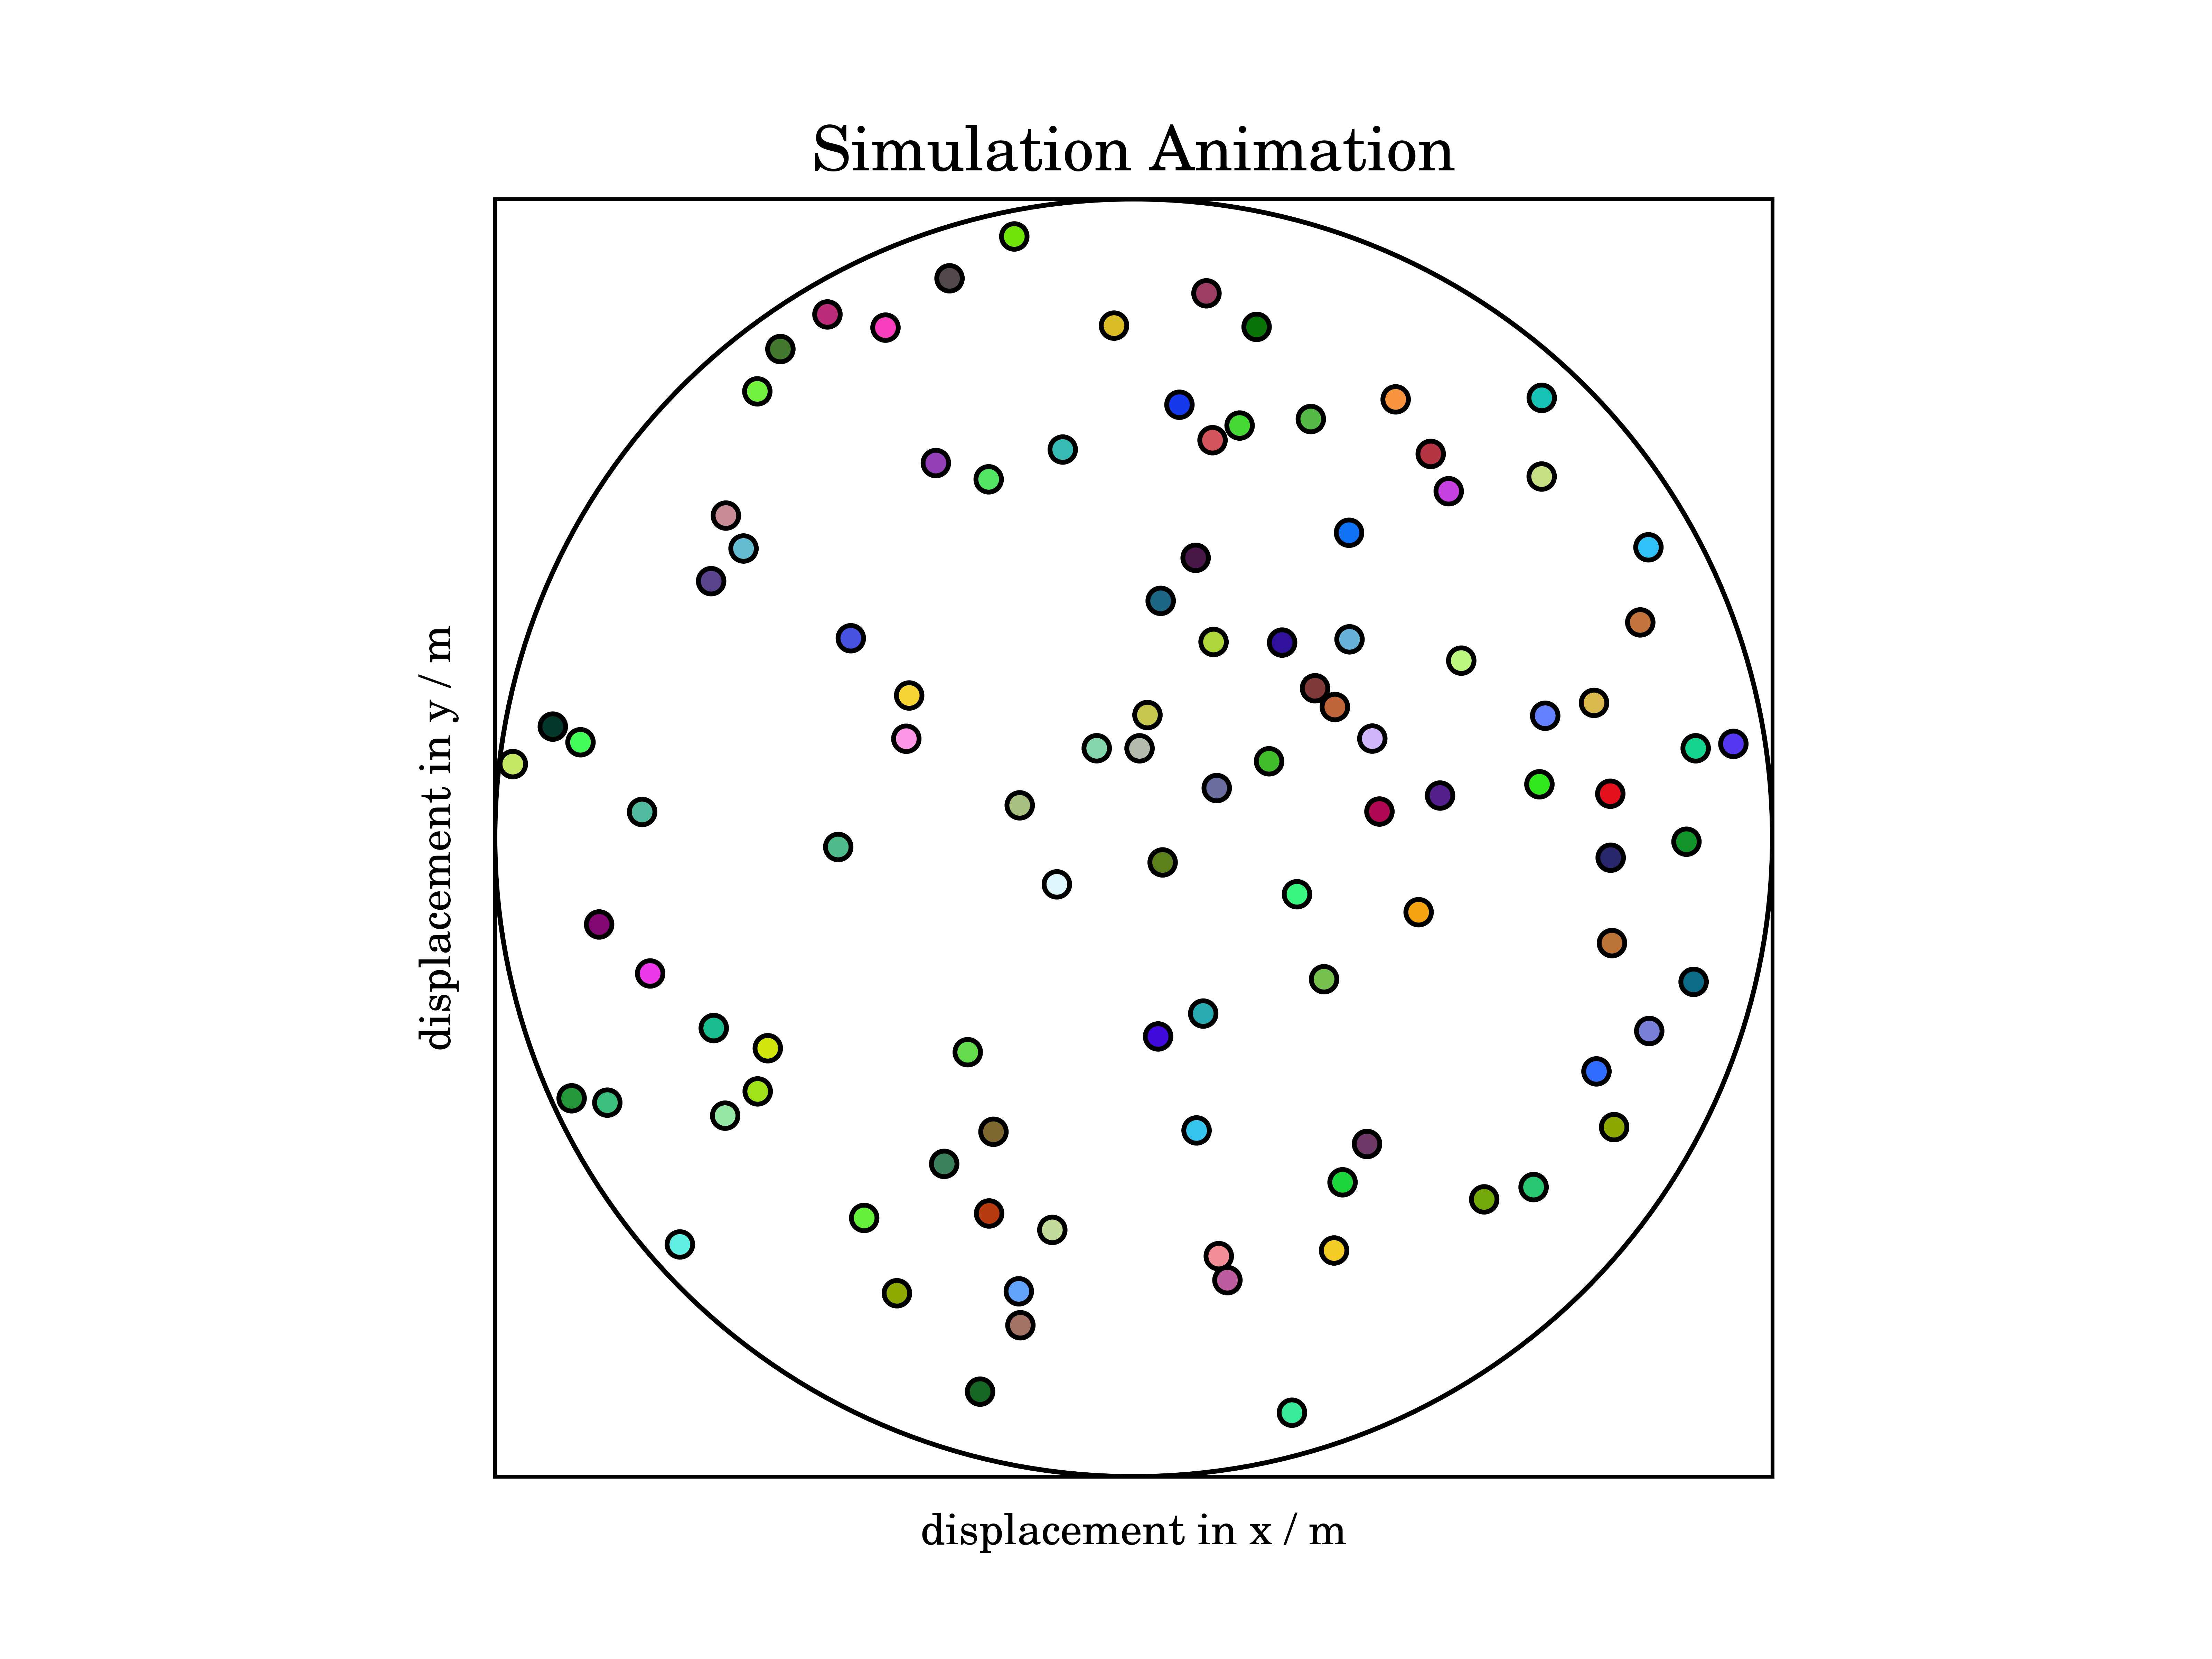 Simulation Animation
displacement in y / m
displacement in x / m